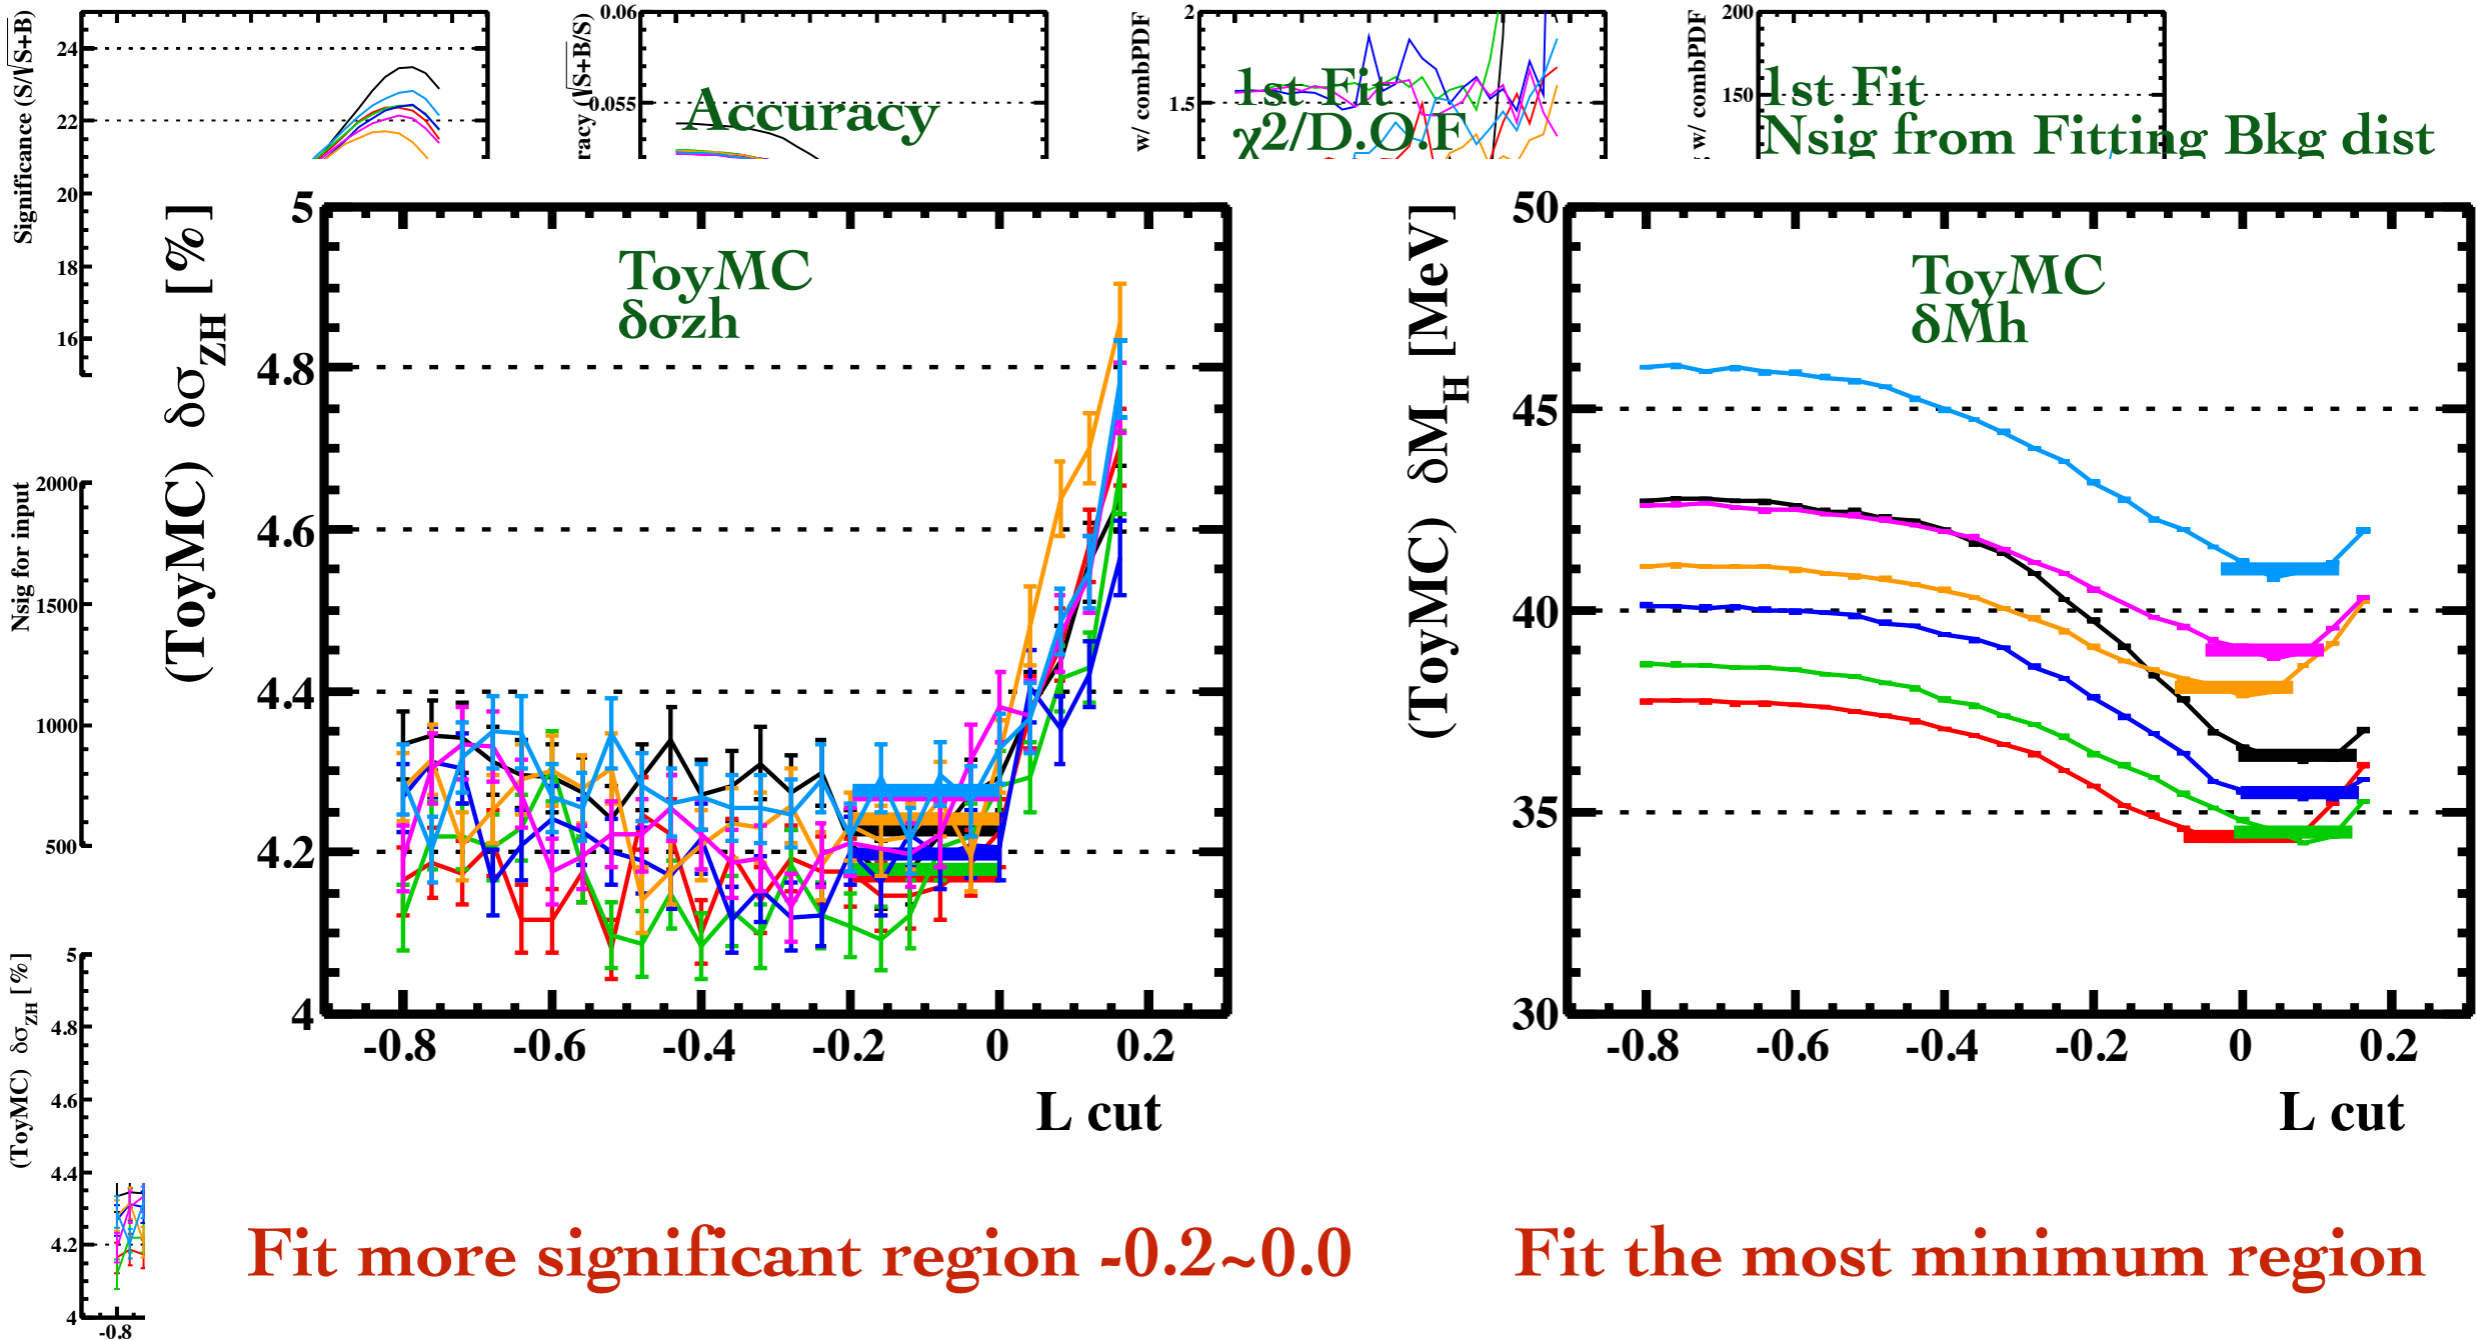 Significance (S/√S+B)
24
22
20
18
16
racy (√S+B/S)
0.06
0.055
Accuracy
w/ combPDF
2
1.5
1st Fit
χ2/D.O.F
w/ combPDF
200
150
1st Fit
Nsig from Fitting Bkg dist
Nsig for input
2000
1500
1000
500
(ToyMC) δσZH [%]
5
4.8
4.6
4.4
4.2
4
-0.8
(ToyMC) δσZH [%]
5
4.8
4.6
4.4
4.2
4
ToyMC
δσzh
-0.8 -0.6 -0.4 -0.2 0 0.2
L cut
(ToyMC) δMH [MeV]
50
45
40
35
30
ToyMC
δMh
-0.8 -0.6 -0.4 -0.2 0 0.2
L cut
Fit more significant region -0.2~0.0
Fit the most minimum region